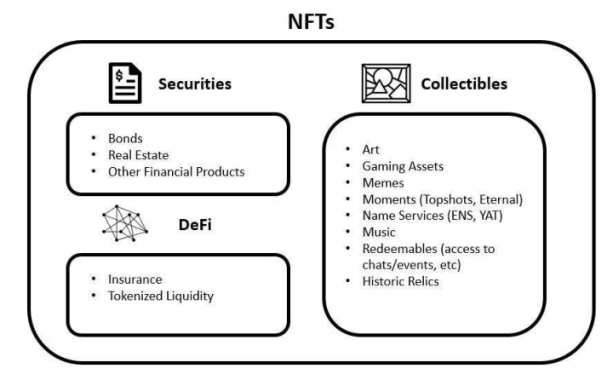 NFTs
Securities
• Bonds
• Real Estate
• Other Financial Products
DeFi
• Insurance
• Tokenized Liquidity
Collectibles
• Art
• Gaming Assets
• Memes
• Moments (Topshots, Eternal)
• Name Services (ENS, YAT)
• Music
• Redeemables (access to
chats/events, etc)
• Historic Relics